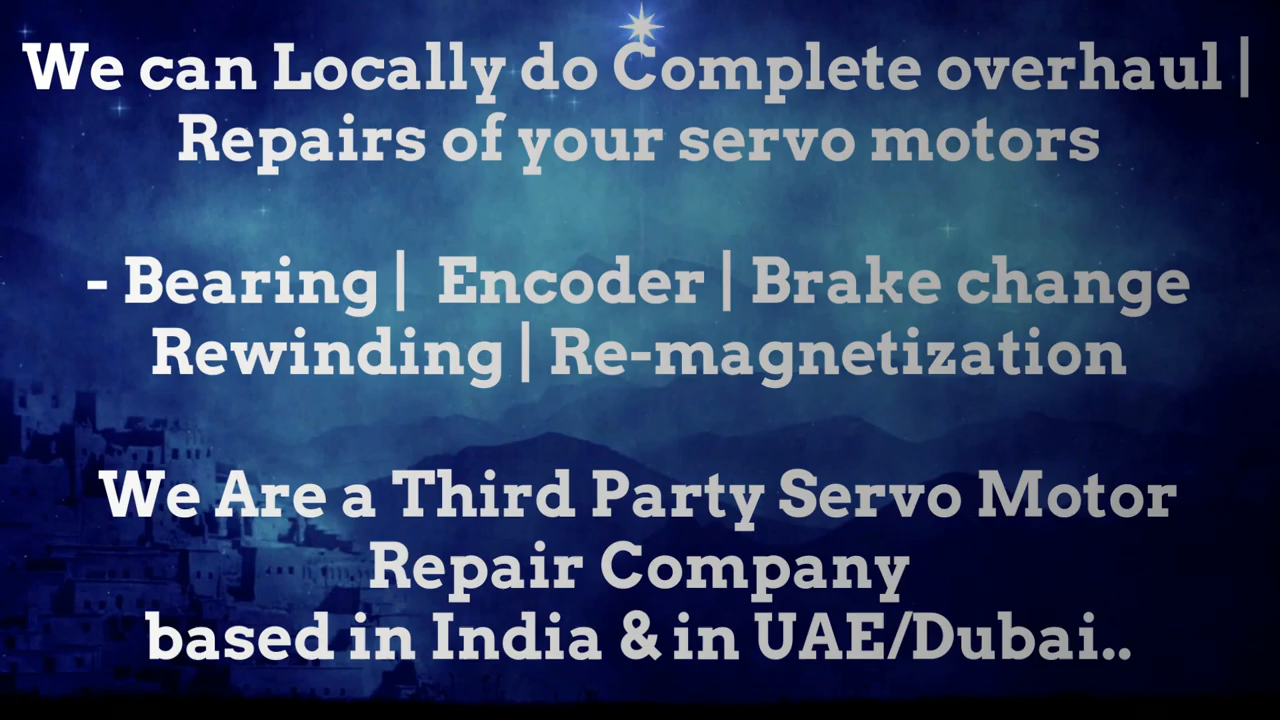 We can Locally do Complete overhaul |
Repairs of your servo motors
- Bearing | Encoder | Brake change
Rewinding | Re-magnetization
We Are a Third Party Servo Motor
Repair Company
based in India & in UAE/Dubai..